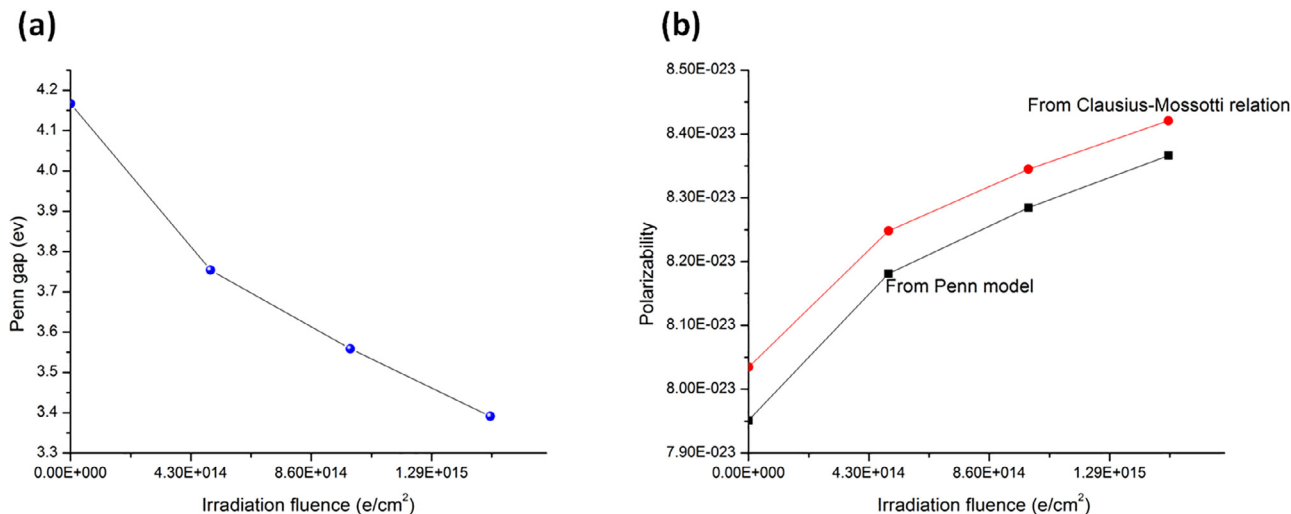 (a)
Penn gap (ev)
4.2
4.1
4.0
3.9
3.8
3.7
3.6
3.5
3.4
3.3
0.00E+000 4.30E+014 8.60E+014 1.29E+015
Irradiation fluence (e/cm²)
(b)
Polarizability
8.50E-023
8.40E-023
8.30E-023
8.20E-023
8.10E-023
8.00E-023
7.90E-023
From Clausius-Mossotti relation
From Penn model
0.00E+000 4.30E+014 8.60E+014 1.29E+015
Irradiation fluence (e/cm²)